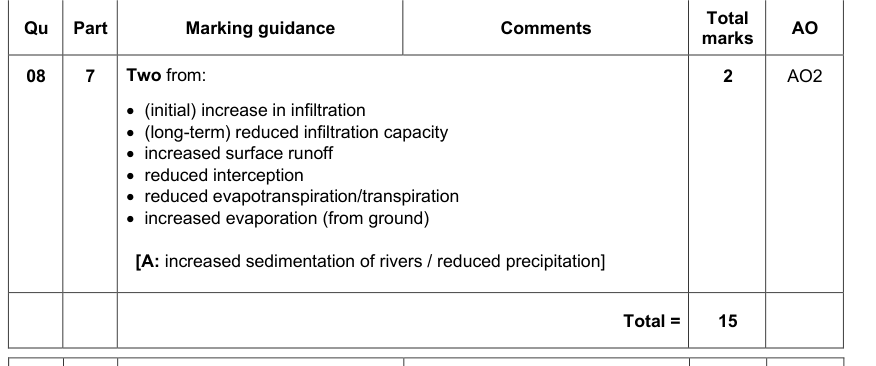 Qu Part Marking guidance Comments Total marks AO
08 7 Two from: 2 AO2
• (initial) increase in infiltration
• (long-term) reduced infiltration capacity
• increased surface runoff
• reduced interception
• reduced evapotranspiration/transpiration
• increased evaporation (from ground)
[A: increased sedimentation of rivers / reduced precipitation]
Total = 15